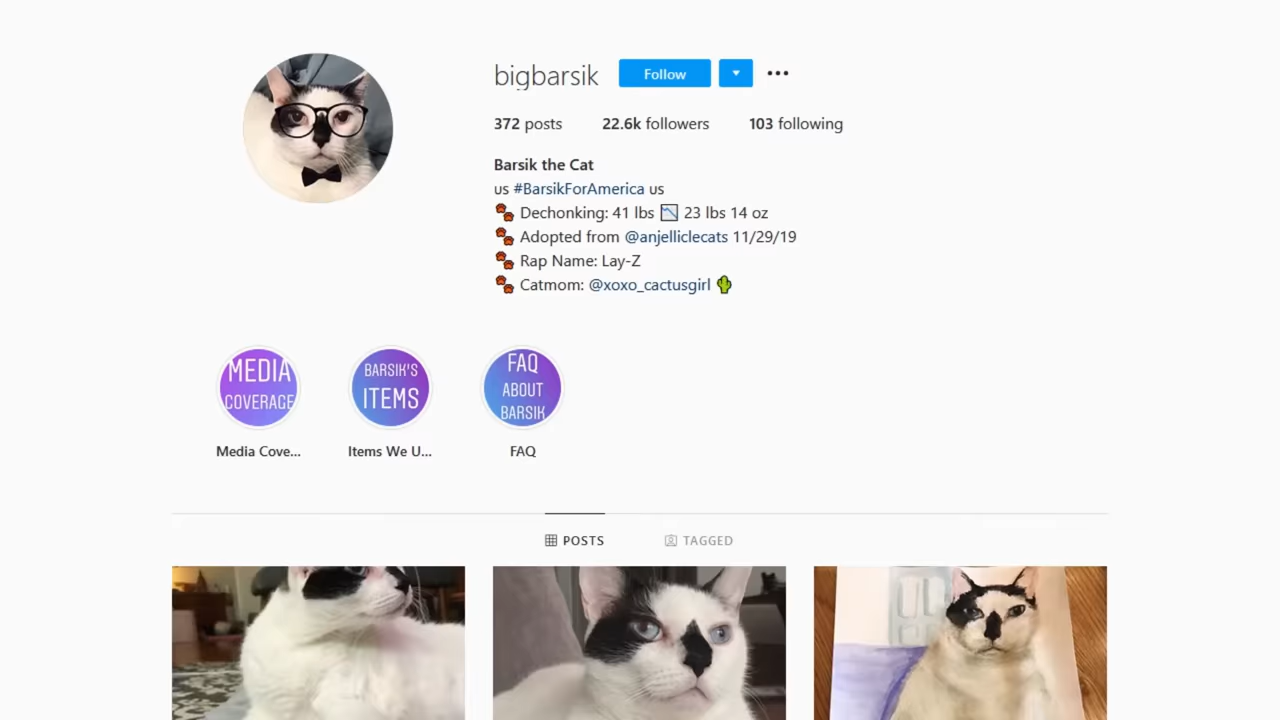 bigbarsik Follow
372 posts 22.6k followers 103 following
Barsik the Cat
us #BarsikForAmerica us
Dechonking: 41 lbs 📉 23 lbs 14 oz
Adopted from @anjelliclecats 11/29/19
Rap Name: Lay-Z
Catmom: @xoxo_cactusgirl 🌵
MEDIA
COVERAGE
BARSIK'S
ITEMS
FAQ
ABOUT
BARSIK
Media Cove... Items We U... FAQ
POSTS TAGGED